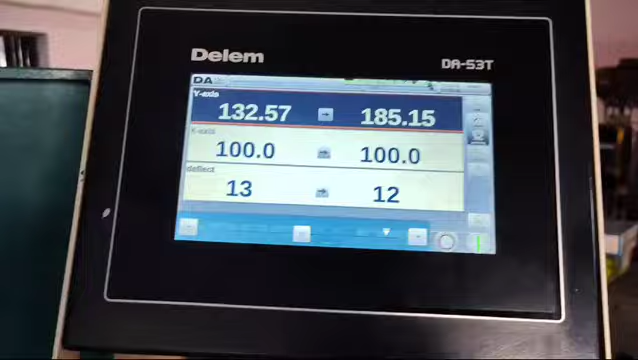 Delem
DA-53T
DA
Y-axis
132.57 185.15
X-axis
100.0 100.0
deflect
13 12